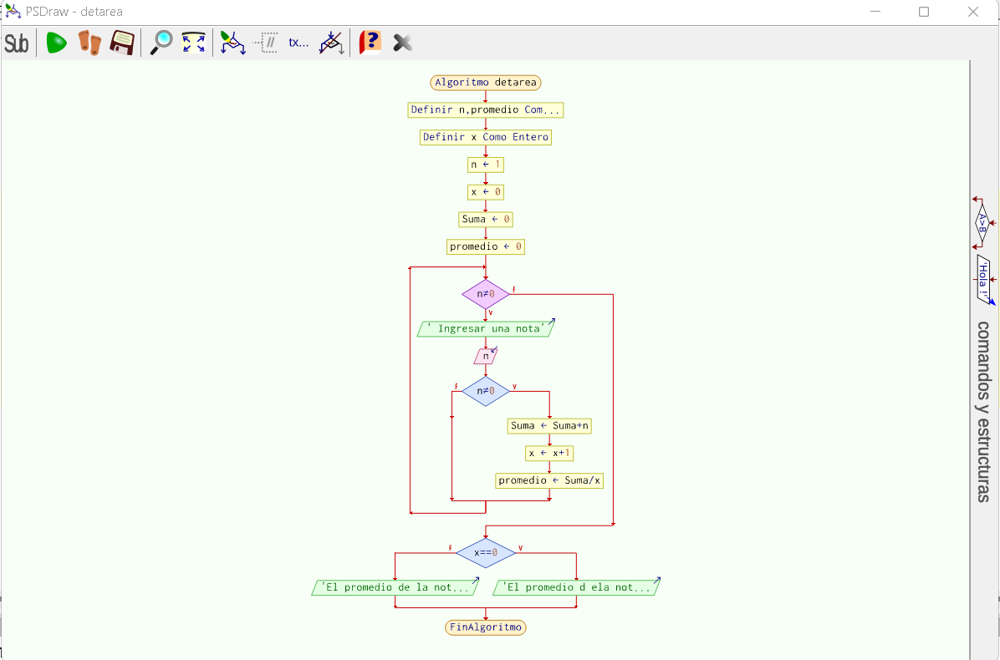 PSDraw - detarea
Sub
tx...
?
Algoritmo detarea
Definir n,promedio Com...
Definir x Como Entero
n ← 1
x ← 0
Suma ← 0
promedio ← 0
n≠0
F
V
' Ingresar una nota'
n
n≠0
F
V
Suma ← Suma+n
x ← x+1
promedio ← Suma/x
x==0
F
V
'El promedio de la not...
'El promedio d ela not...
FinAlgoritmo
A>B
'Hola !'
comandos y estructuras